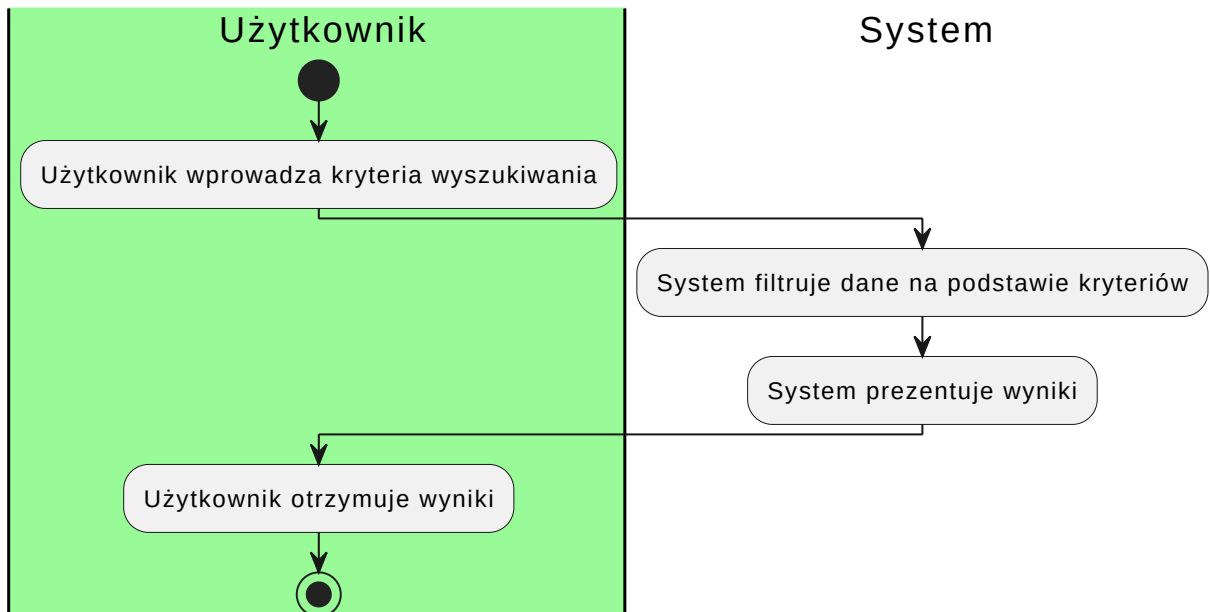 Użytkownik
System
Użytkownik wprowadza kryteria wyszukiwania
System filtruje dane na podstawie kryteriów
System prezentuje wyniki
Użytkownik otrzymuje wyniki